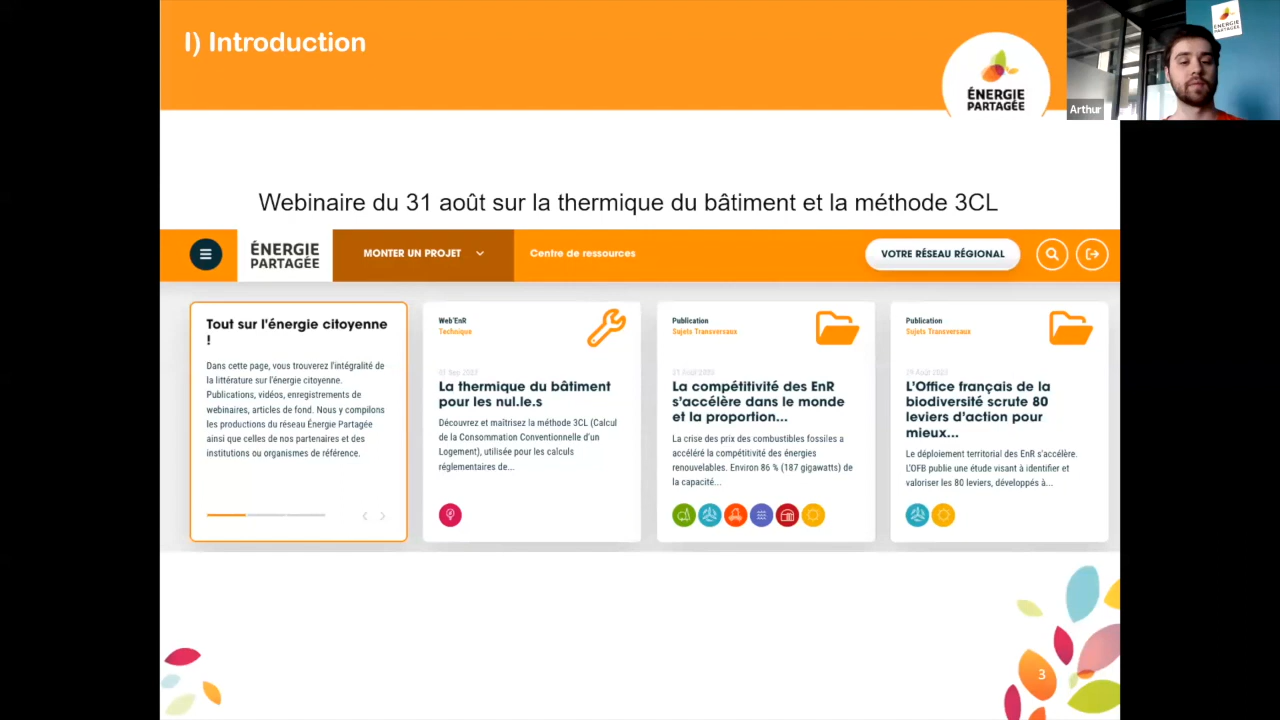 I) Introduction
ÉNERGIE
PARTAGÉE
ÉNERGIE
PARTAGÉE
Arthur
Webinaire du 31 août sur la thermique du bâtiment et la méthode 3CL
ÉNERGIE
PARTAGÉE
MONTER UN PROJET
Centre de ressources
VOTRE RÉSEAU RÉGIONAL
Tout sur l'énergie citoyenne
!
Dans cette page, vous trouverez l'intégralité de
la littérature sur l'énergie citoyenne.
Publications, vidéos, enregistrements de
webinaires, articles de fond. Nous y compilons
les productions du réseau Énergie Partagée
ainsi que celles de nos partenaires et des
institutions ou organismes de référence.
Web'EnR
Technique
La thermique du bâtiment
pour les nul.le.s
Découvrez et maîtrisez la méthode 3CL (Calcul
de la Consommation Conventionnelle d'un
Logement), utilisée pour les calculs
réglementaires de...
Publication
Sujets Transversaux
La compétitivité des EnR
s'accélère dans le monde
et la proportion...
La crise des prix des combustibles fossiles a
accéléré la compétitivité des énergies
renouvelables. Environ 86 % (187 gigawatts) de
la capacité...
Publication
Sujets Transversaux
L'Office français de la
biodiversité scrute 80
leviers d'action pour
mieux...
Le déploiement territorial des EnR s'accélère.
L'OFB publie une étude visant à identifier et
valoriser les 80 leviers, développés à...
3